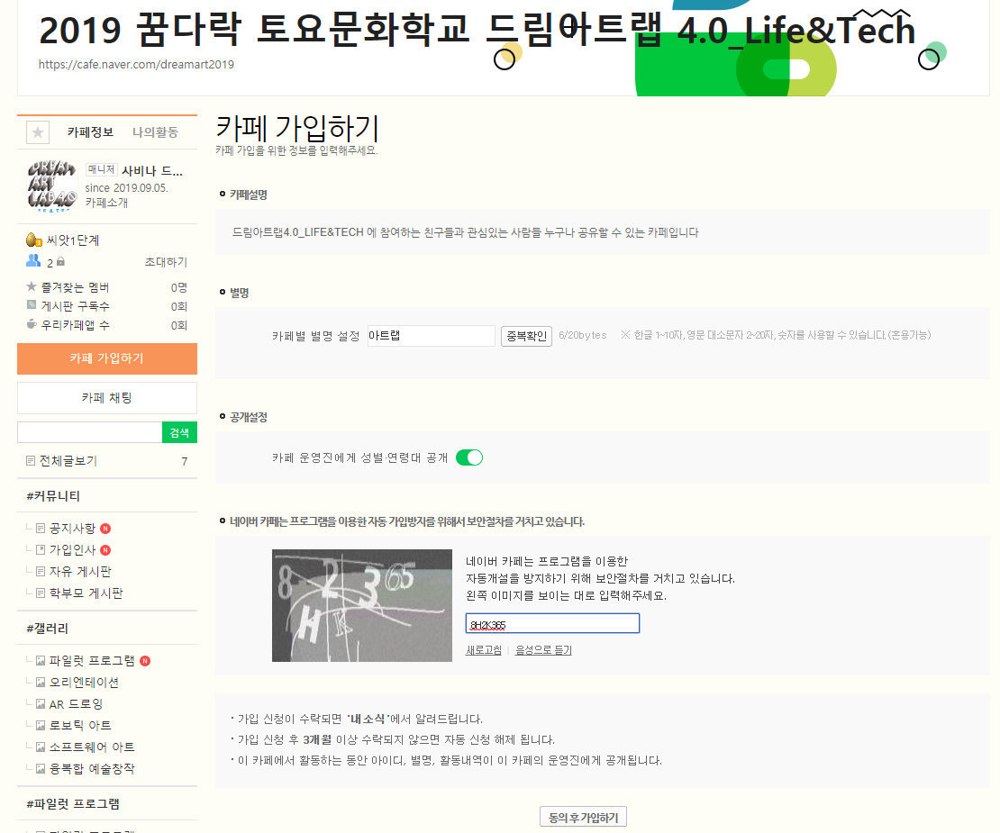 2019 꿈다락 토요문화학교 드림아트랩 4.0_Life&Tech
https://cafe.naver.com/dreamart2019
카페정보 나의활동
DREAM
ART
LAB 4.0
매니저 사비나 드...
since 2019.09.05.
카페소개
씨앗1단계
2 초대하기
즐겨찾는 멤버 0명
게시판 구독수 0회
우리카페앱 수 0회
카페 가입하기
카페 채팅
검색
전체글보기 7
#커뮤니티
공지사항 N
가입인사 N
자유 게시판
학부모 게시판
#갤러리
파일럿 프로그램 N
오리엔테이션
AR 드로잉
로보틱 아트
소프트웨어 아트
융복합 예술창작
#파일럿 프로그램
카페 가입하기
카페 가입을 위한 정보를 입력해주세요.
카페설명
드림아트랩4.0_LIFE&TECH 에 참여하는 친구들과 관심있는 사람들 누구나 공유할 수 있는 카페입니다
별명
카페별 별명 설정 아트랩 중복확인 6/20bytes ※ 한글 1~10자, 영문 대소문자 2~20자, 숫자를 사용할 수 있습니다.(혼용가능)
공개설정
카페 운영진에게 성별·연령대 공개
네이버 카페는 프로그램을 이용한 자동 가입방지를 위해서 보안절차를 거치고 있습니다.
8 2 3 6 5
H K
네이버 카페는 프로그램을 이용한
자동개설을 방지하기 위해 보안절차를 거치고 있습니다.
왼쪽 이미지를 보이는 대로 입력해주세요.
8H2K365
새로고침 음성으로 듣기
· 가입 신청이 수락되면 '내소식'에서 알려드립니다.
· 가입 신청 후 3개월 이상 수락되지 않으면 자동 신청 해제 됩니다.
· 이 카페에서 활동하는 동안 아이디, 별명, 활동내역이 이 카페의 운영진에게 공개됩니다.
동의 후 가입하기